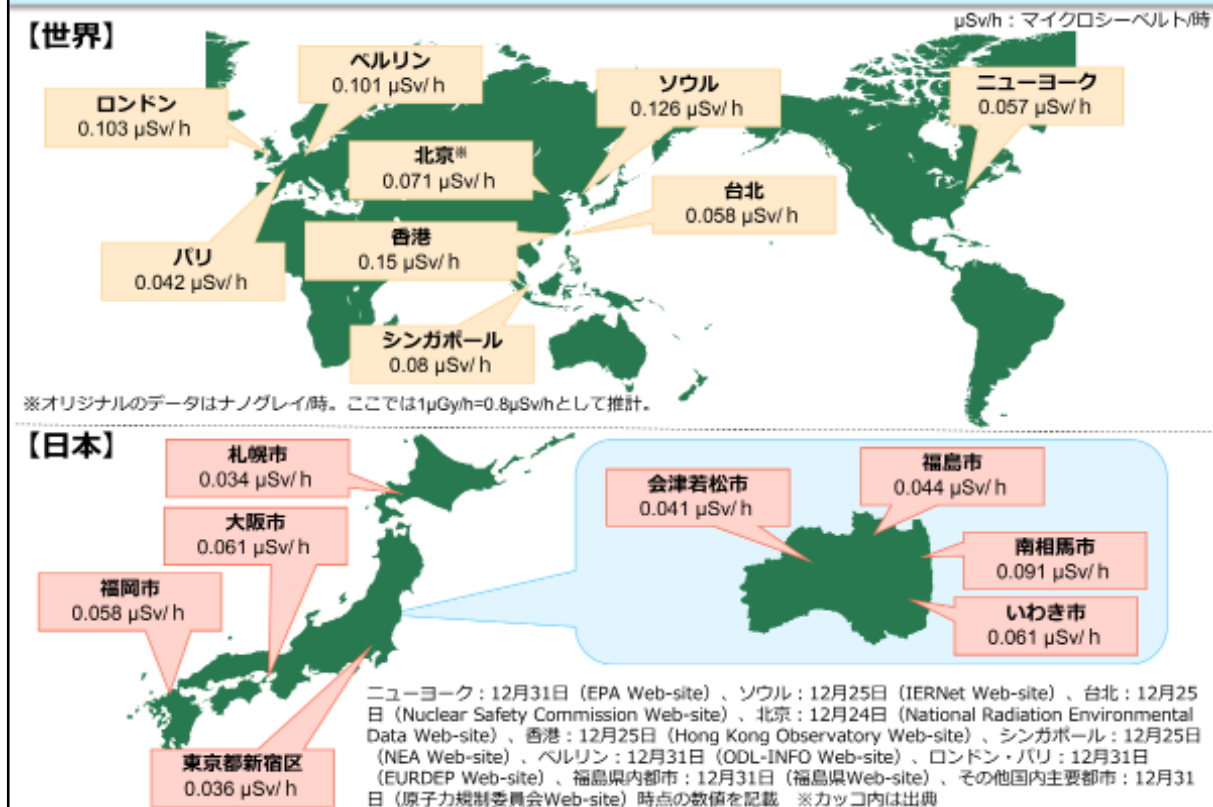 μSv/h：マイクロシーベルト/時
【世界】
ベルリン
0.101 μSv/ h
ソウル
0.126 μSv/ h
ニューヨーク
0.057 μSv/ h
ロンドン
0.103 μSv/ h
北京※
0.071 μSv/ h
台北
0.058 μSv/ h
香港
0.15 μSv/ h
パリ
0.042 μSv/ h
シンガポール
0.08 μSv/ h
※オリジナルのデータはナノグレイ/時。ここでは1μGy/h=0.8μSv/hとして推計。
【日本】
札幌市
0.034 μSv/ h
大阪市
0.061 μSv/ h
福岡市
0.058 μSv/ h
東京都新宿区
0.036 μSv/ h
福島市
0.044 μSv/ h
会津若松市
0.041 μSv/ h
南相馬市
0.091 μSv/ h
いわき市
0.061 μSv/ h
ニューヨーク：12月31日（EPA Web-site）、ソウル：12月25日（IERNet Web-site）、台北：12月25
日（Nuclear Safety Commission Web-site）、北京：12月24日（National Radiation Environmental
Data Web-site）、香港：12月25日（Hong Kong Observatory Web-site）、シンガポール：12月25日
（NEA Web-site）、ベルリン：12月31日（ODL-INFO Web-site）、ロンドン・パリ：12月31日
（EURDEP Web-site）、福島県内都市：12月31日（福島県Web-site）、その他国内主要都市：12月31
日（原子力規制委員会Web-site）時点の数値を記載　※カッコ内は出典